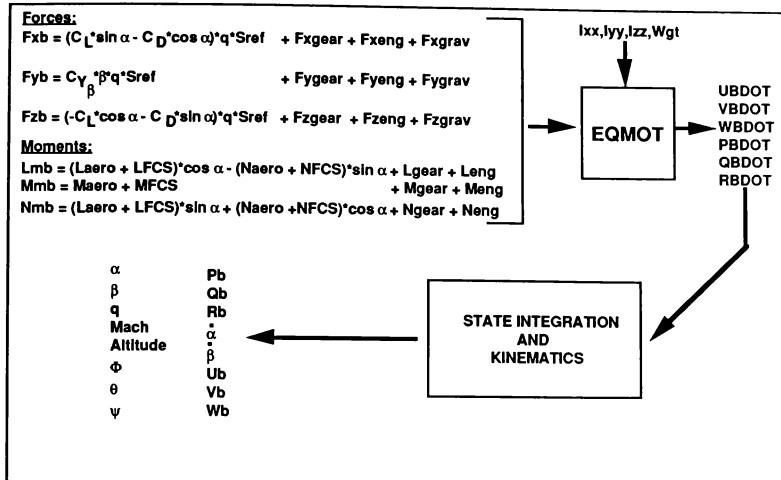 Forces:
Fxb = (CL*sin α - CD*cos α)*q*Sref + Fxgear + Fxeng + Fxgrav
Fyb = CYβ*β*q*Sref + Fygear + Fyeng + Fygrav
Fzb = (-CL*cos α - CD*sin α)*q*Sref + Fzgear + Fzeng + Fzgrav
Moments:
Lmb = (Laero + LFCS)*cos α - (Naero + NFCS)*sin α + Lgear + Leng
Mmb = Maero + MFCS + Mgear + Meng
Nmb = (Laero + LFCS)*sin α + (Naero +NFCS)*cos α + Ngear + Neng
Ixx,Iyy,Izz,Wgt
EQMOT
UBDOT
VBDOT
WBDOT
PBDOT
QBDOT
RBDOT
STATE INTEGRATION
AND
KINEMATICS
α
β
q
Mach
Altitude
Φ
θ
ψ
Pb
Qb
Rb
α̇
β̇
Ub
Vb
Wb